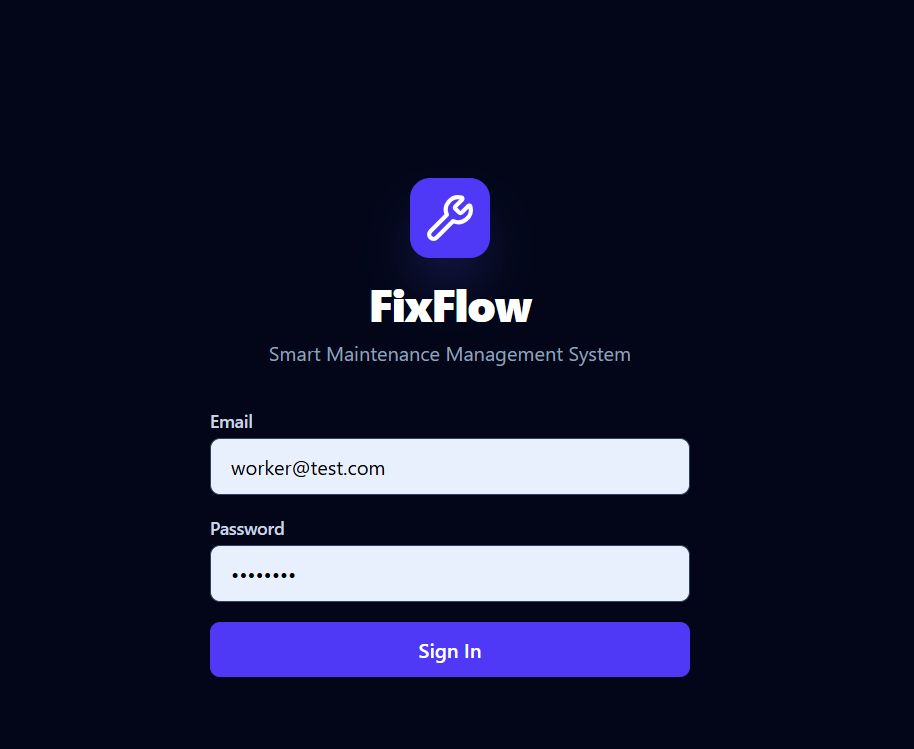 FixFlow
Smart Maintenance Management System
Email
worker@test.com
Password
••••••••
Sign In